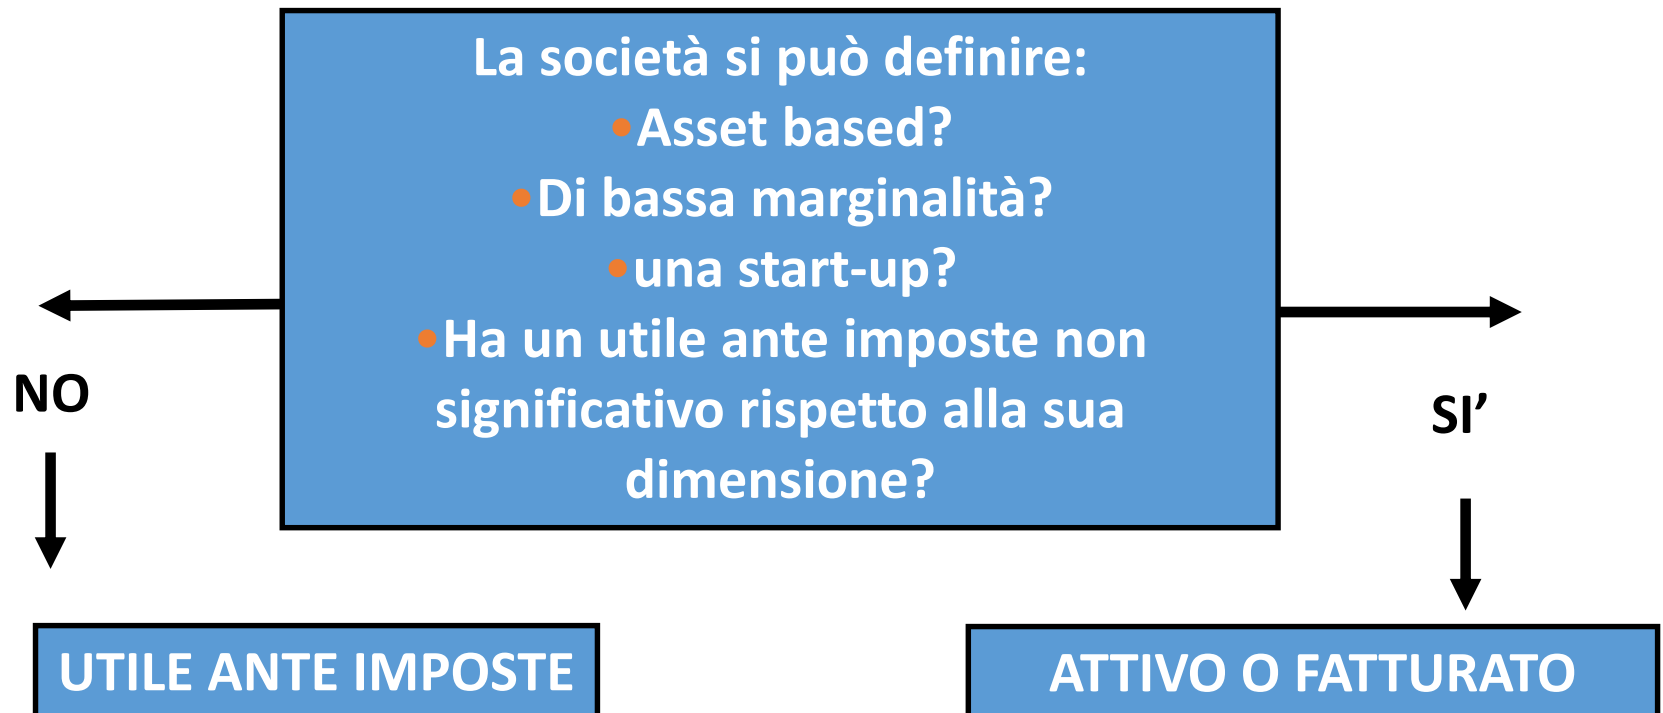 La società si può definire:
•Asset based?
•Di bassa marginalità?
•una start-up?
•Ha un utile ante imposte non
significativo rispetto alla sua
dimensione?
NO
SI’
UTILE ANTE IMPOSTE
ATTIVO O FATTURATO